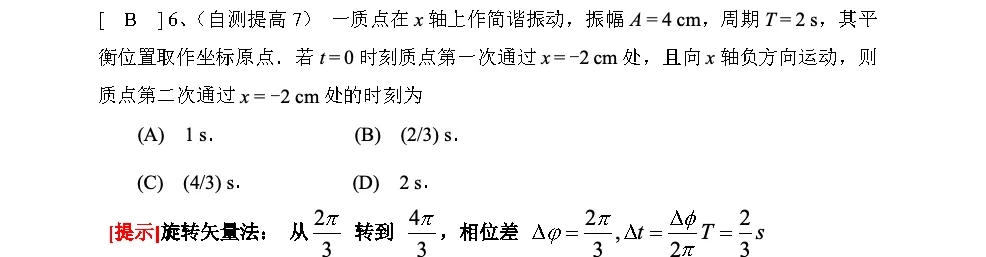 [ B ]6、（自测提高 7） 一质点在 x 轴上作简谐振动，振幅 A = 4 cm，周期 T = 2 s，其平
衡位置取作坐标原点．若 t = 0 时刻质点第一次通过 x = −2 cm 处，且向 x 轴负方向运动，则
质点第二次通过 x = −2 cm 处的时刻为
(A) 1 s． (B) (2/3) s．
(C) (4/3) s． (D) 2 s．
[提示]旋转矢量法： 从 2π/3 转到 4π/3 ，相位差 Δφ = 2π/3 , Δt = Δϕ/2π T = 2/3 s